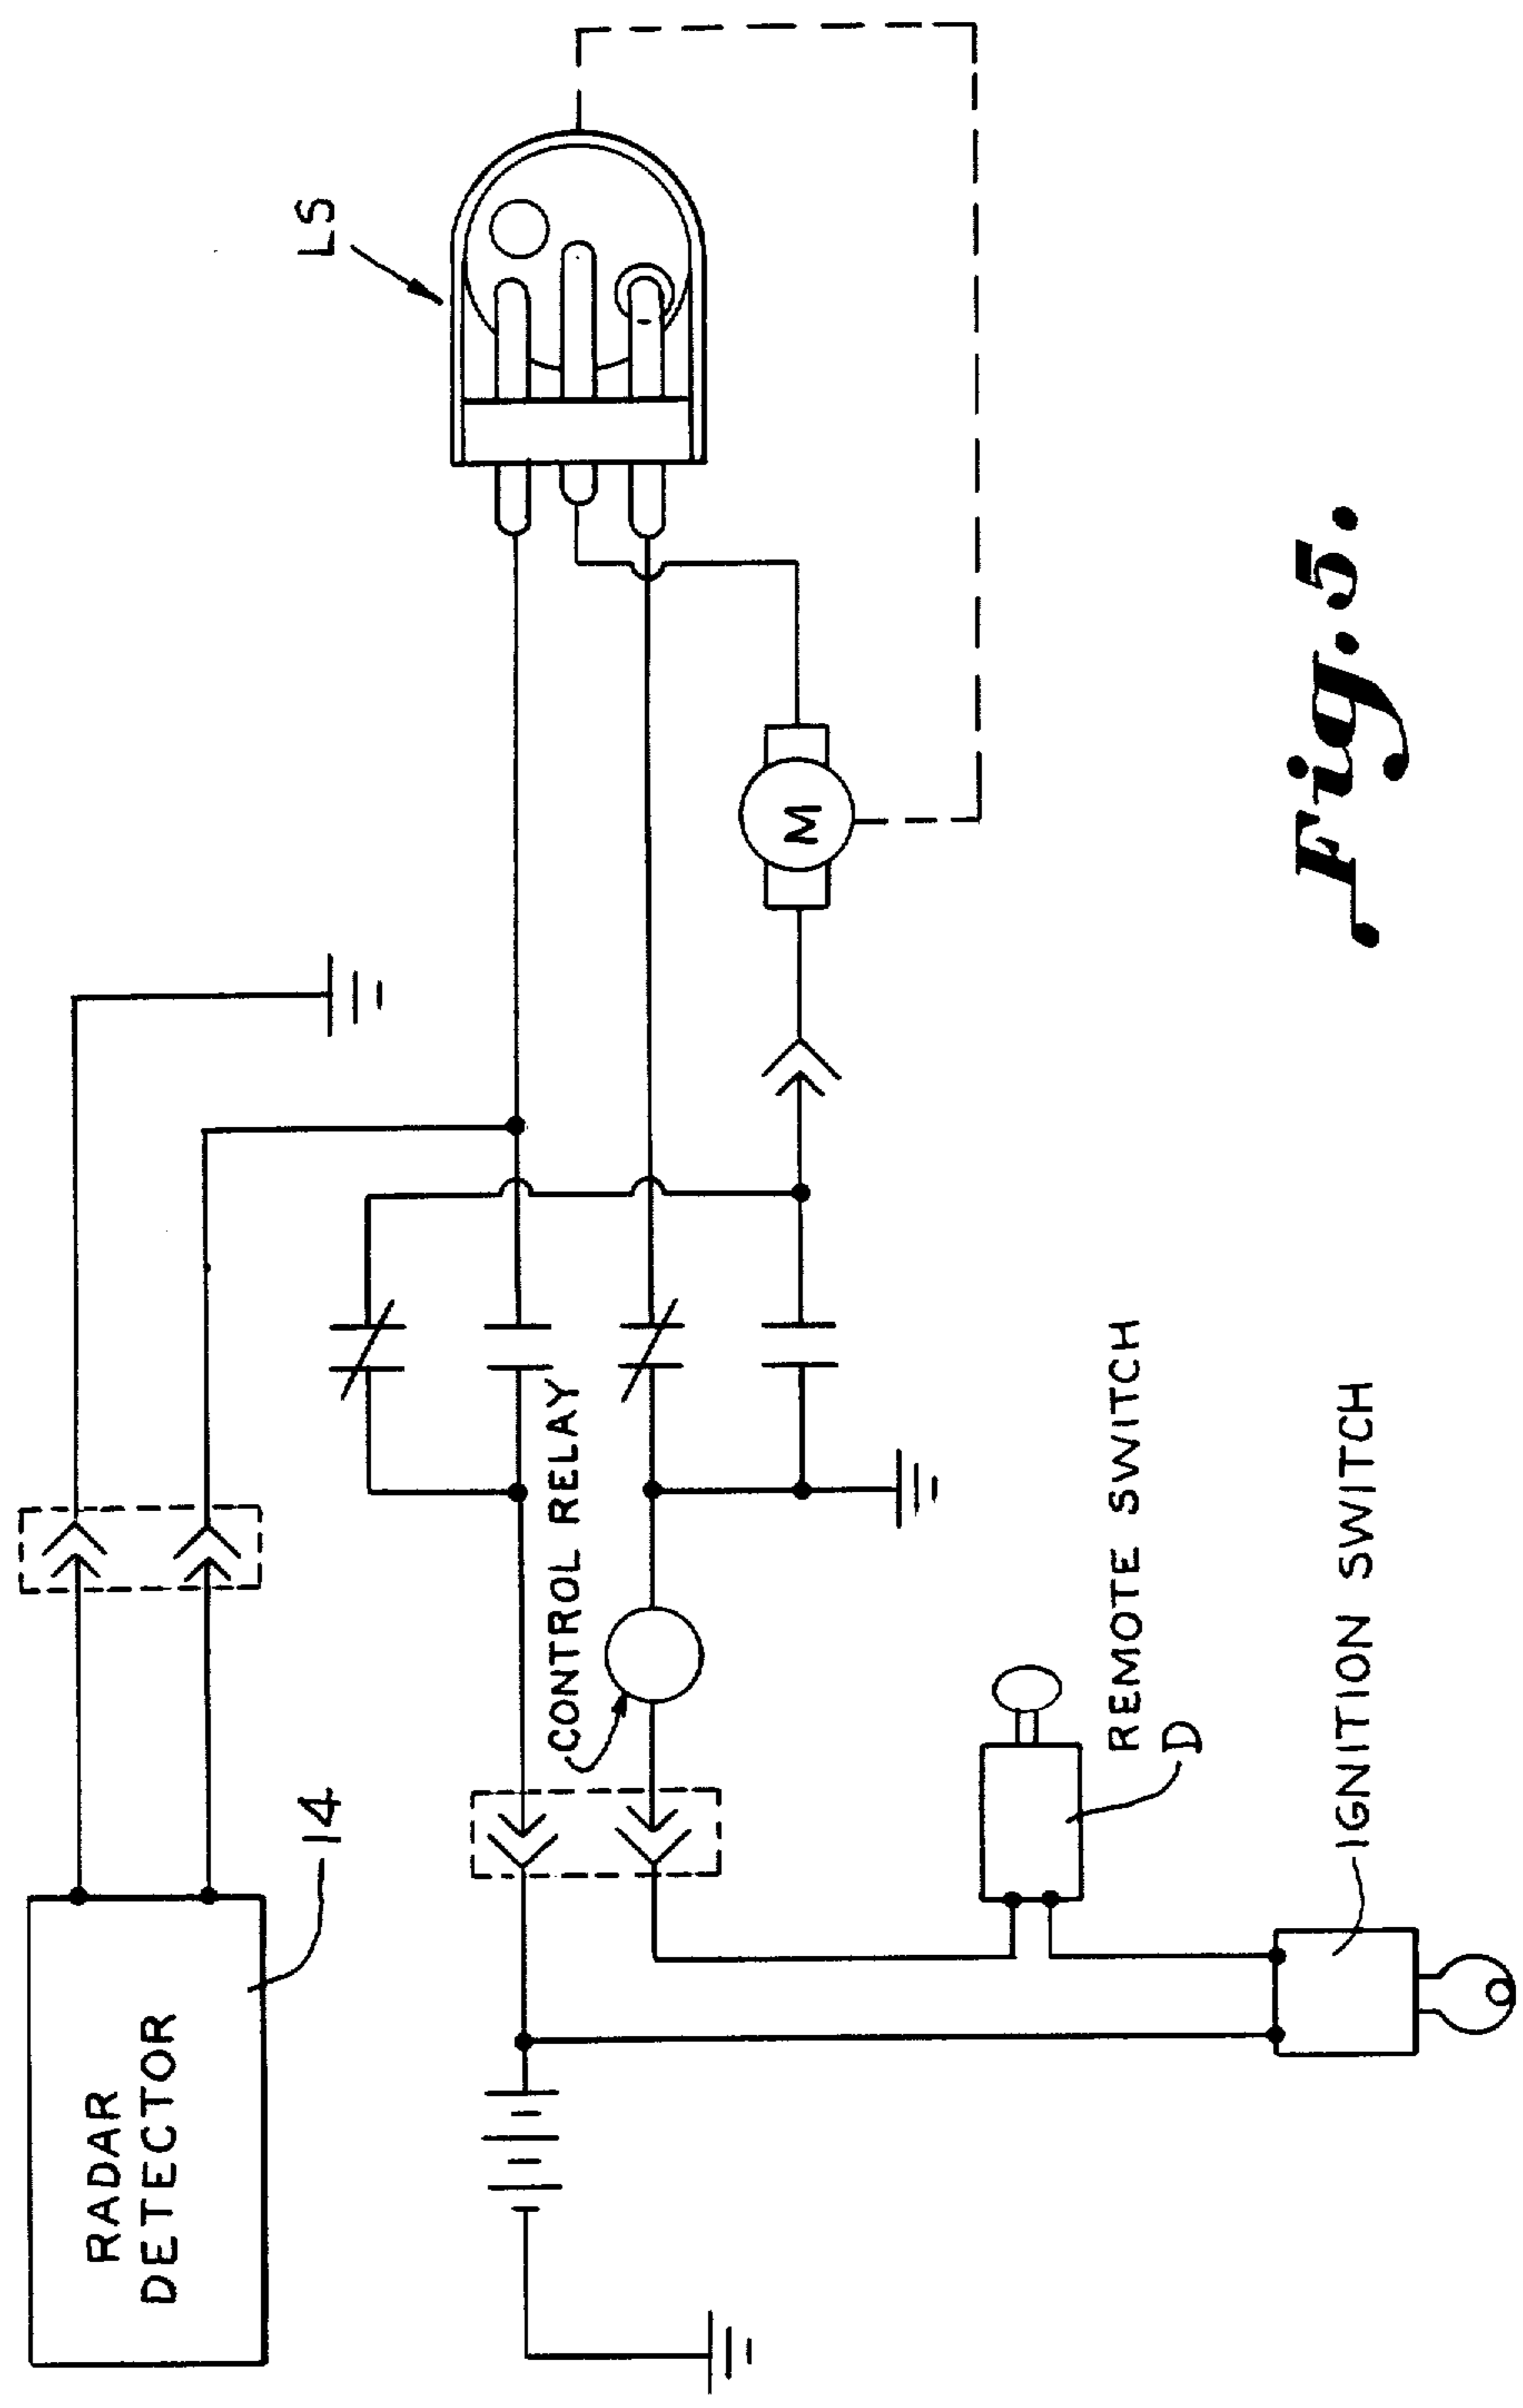 RADAR
DETECTOR
14
LS
CONTROL RELAY
M
REMOTE SWITCH
D
IGNITION SWITCH
Fig. 5.